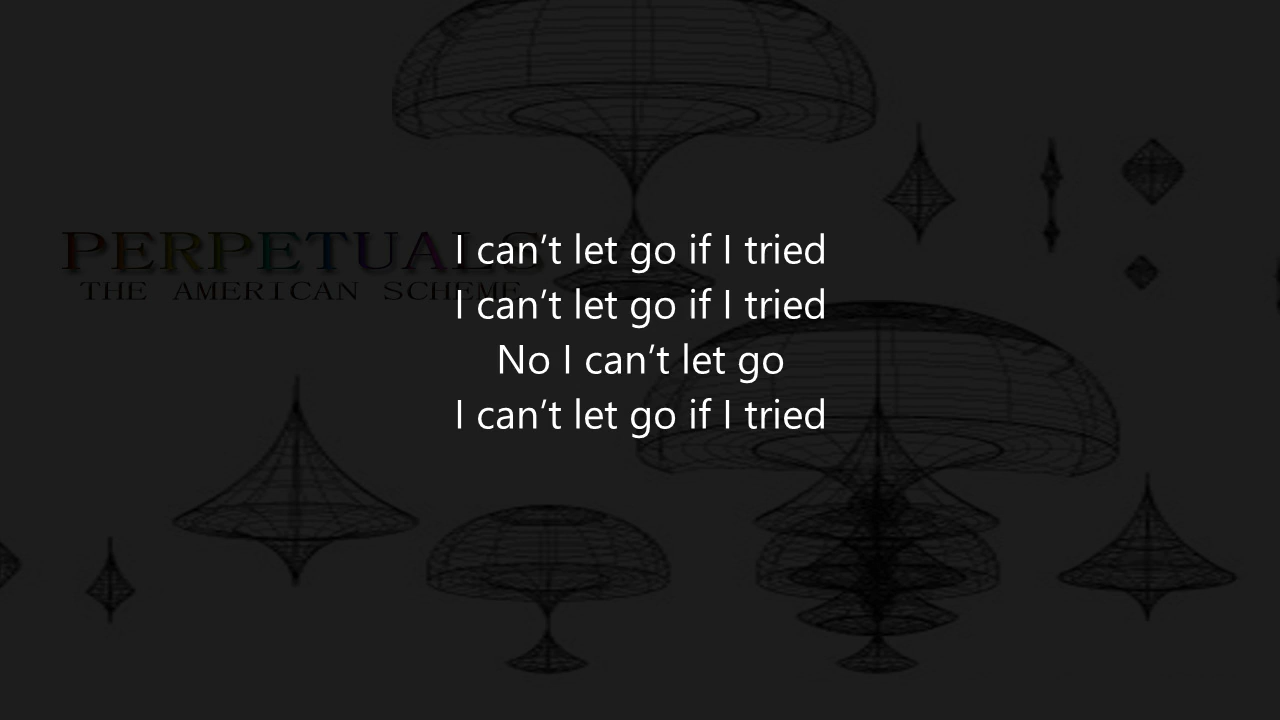 PERPETUALS
THE AMERICAN SCHEME
I can’t let go if I tried
I can’t let go if I tried
No I can’t let go
I can’t let go if I tried